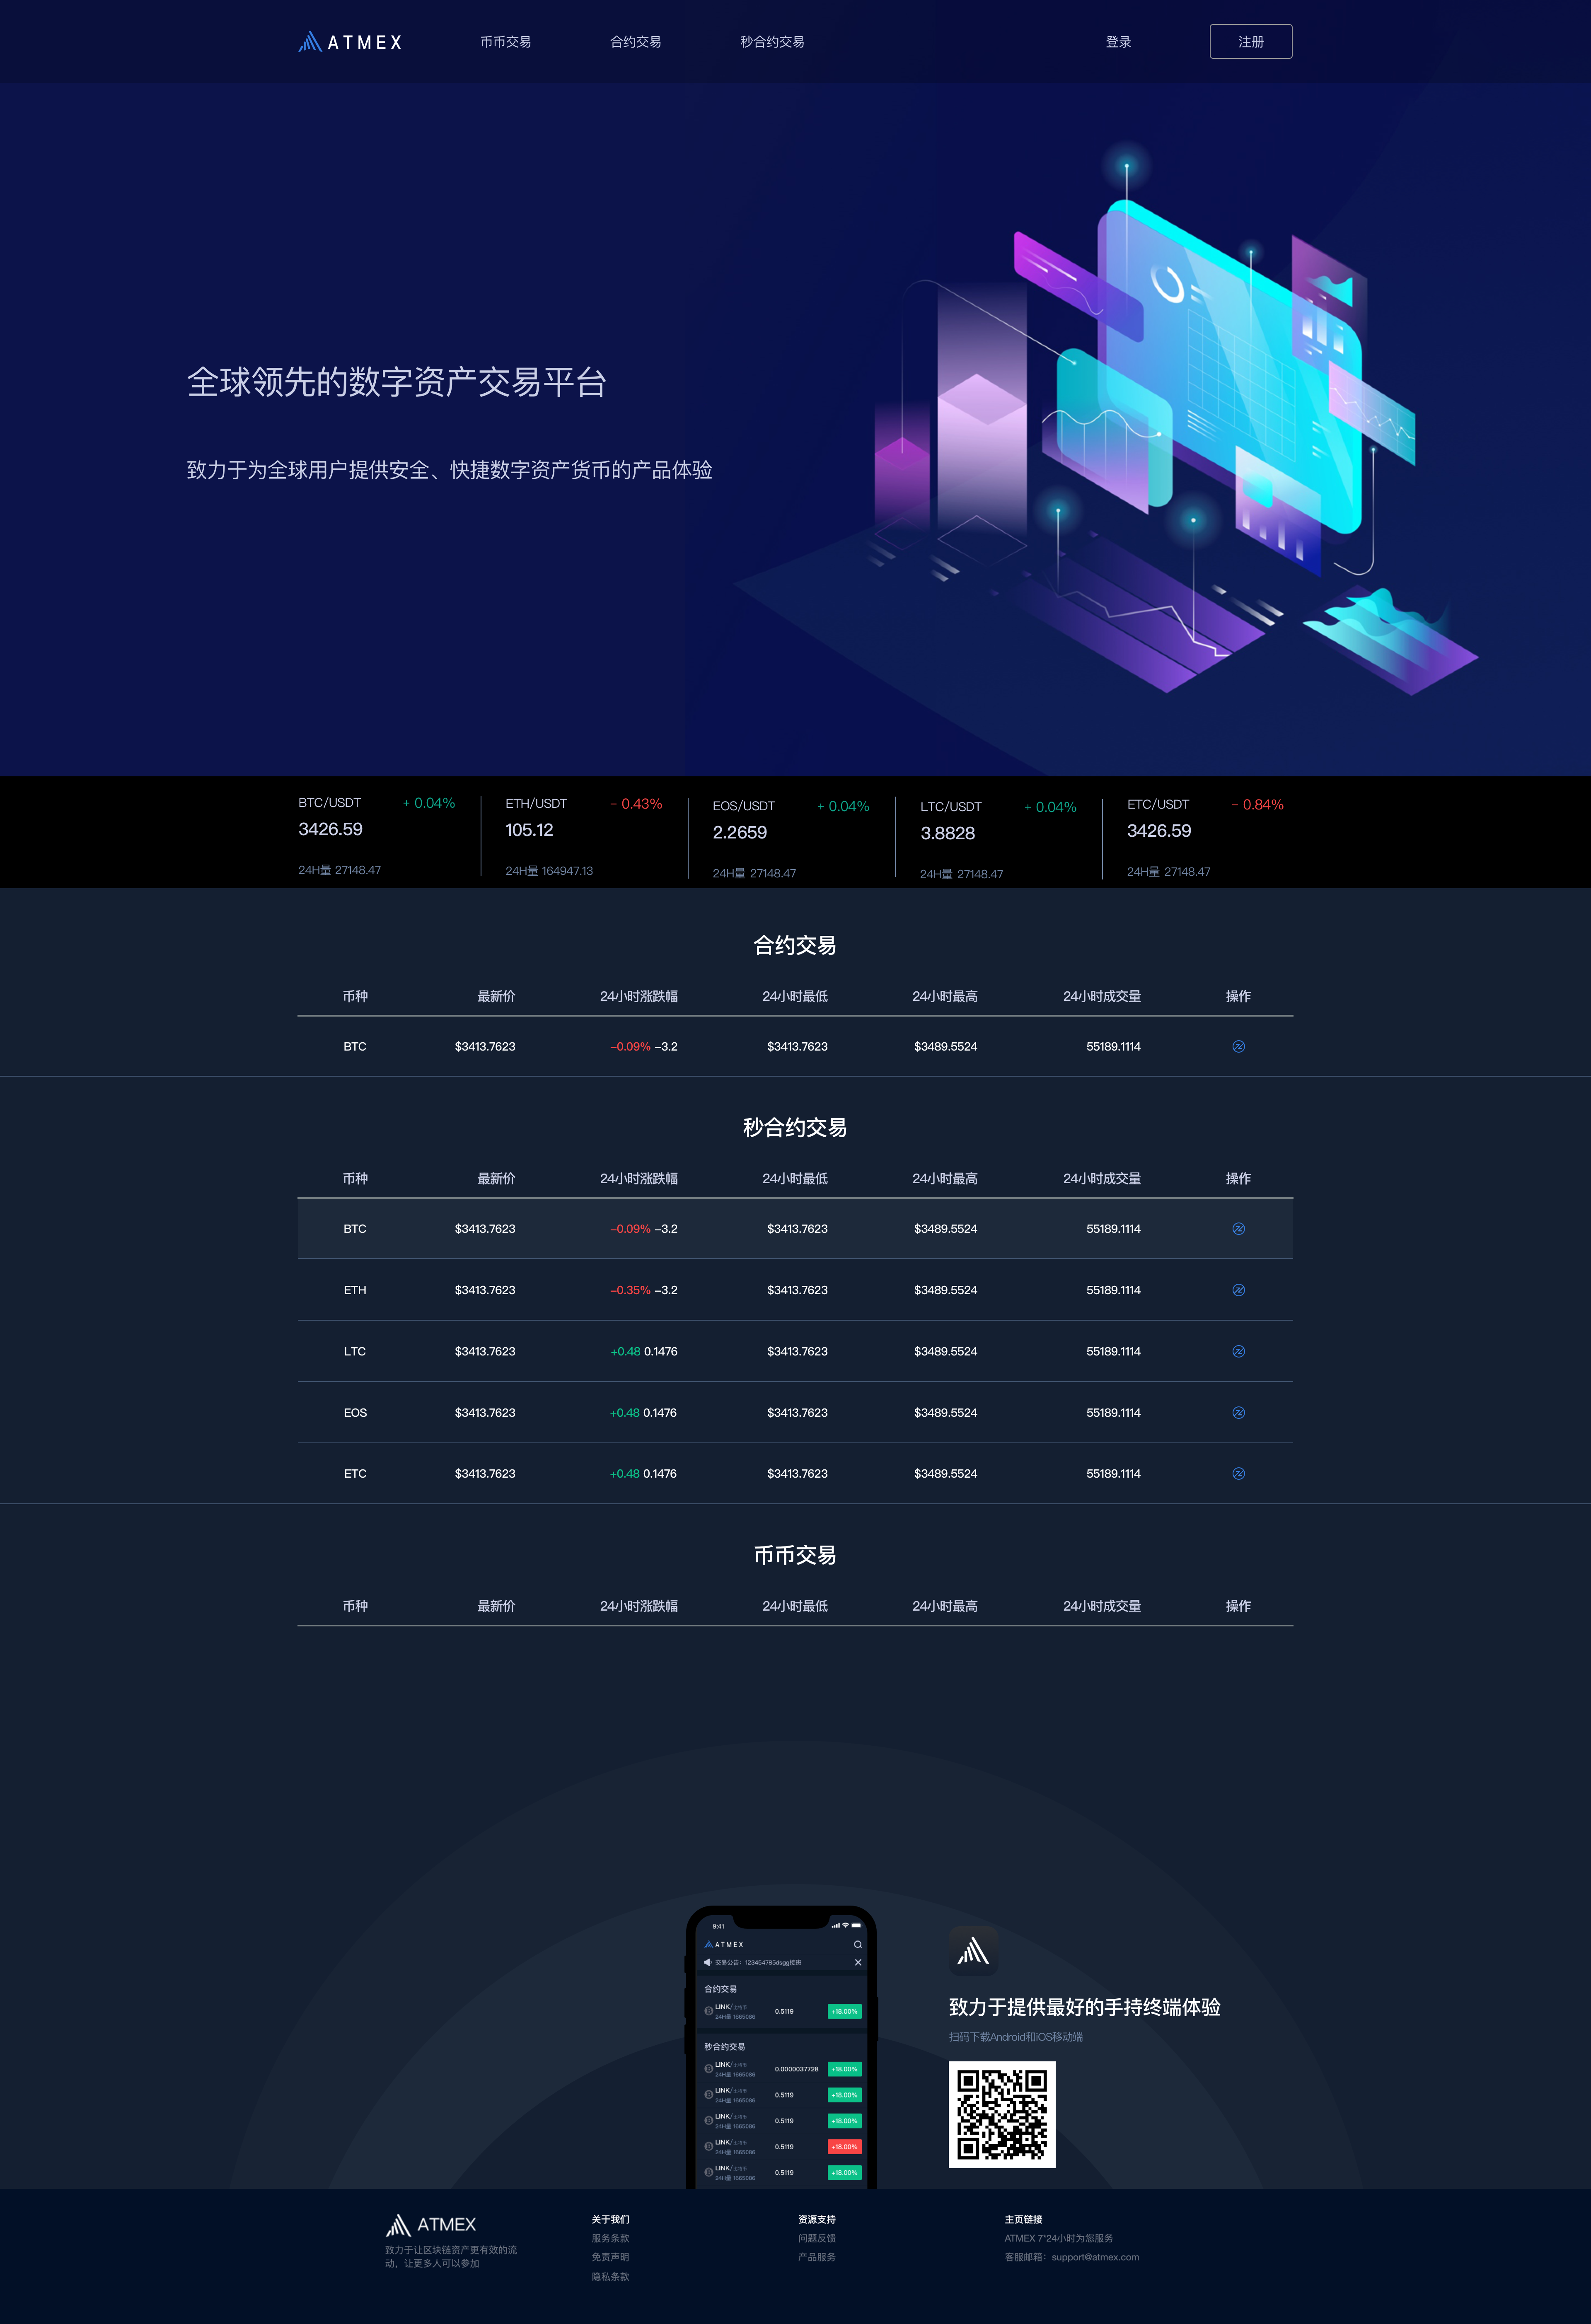 ATMEX 币币交易 合约交易 秒合约交易 登录 注册
全球领先的数字资产交易平台
致力于为全球用户提供安全、快捷数字资产货币的产品体验
BTC/USDT + 0.04% ETH/USDT - 0.43% EOS/USDT + 0.04% LTC/USDT + 0.04% ETC/USDT - 0.84%
3426.59 105.12 2.2659 3.8828 3426.59
24H量 27148.47 24H量 164947.13 24H量 27148.47 24H量 27148.47 24H量 27148.47
合约交易
币种 最新价 24小时涨跌幅 24小时最低 24小时最高 24小时成交量 操作
BTC $3413.7623 -0.09% -3.2 $3413.7623 $3489.5524 55189.1114
秒合约交易
币种 最新价 24小时涨跌幅 24小时最低 24小时最高 24小时成交量 操作
BTC $3413.7623 -0.09% -3.2 $3413.7623 $3489.5524 55189.1114
ETH $3413.7623 -0.35% -3.2 $3413.7623 $3489.5524 55189.1114
LTC $3413.7623 +0.48 0.1476 $3413.7623 $3489.5524 55189.1114
EOS $3413.7623 +0.48 0.1476 $3413.7623 $3489.5524 55189.1114
ETC $3413.7623 +0.48 0.1476 $3413.7623 $3489.5524 55189.1114
币币交易
币种 最新价 24小时涨跌幅 24小时最低 24小时最高 24小时成交量 操作
9:41
ATMEX
交易公告：
合约交易
LINK/比特币 0.5119 +18.00%
24H量 1665086
秒合约交易
LINK/比特币 0.0000037728 +18.00%
24H量 1665086
LINK/比特币 0.5119 +18.00%
24H量 1665086
LINK/比特币 0.5119 +18.00%
24H量 1665086
LINK/比特币 0.5119 +18.00%
24H量 1665086
LINK/比特币 0.5119 +18.00%
24H量 1665086
致力于提供最好的手持终端体验
扫码下载Android和iOS移动端
ATMEX
致力于让区块链资产更有效的流
动，让更多人可以参加
关于我们
服务条款
免责声明
隐私条款
资源支持
问题反馈
产品服务
主页链接
ATMEX 7*24小时为您服务
客服邮箱：support@atmex.com